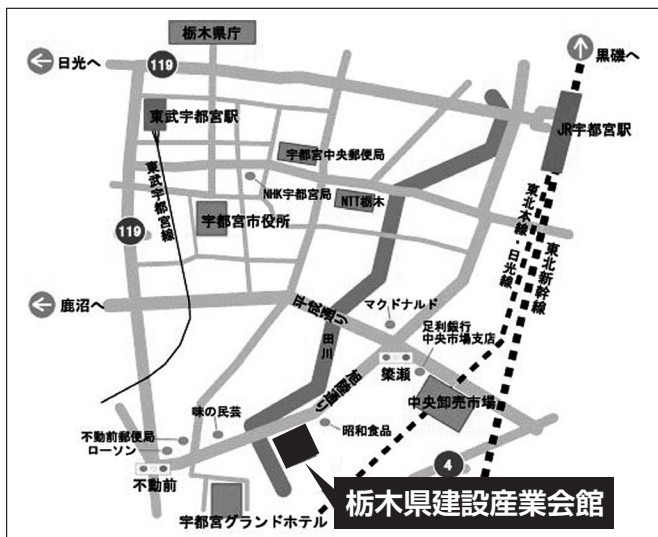 栃木県庁
日光へ
119
黒磯へ
東武宇都宮駅
JR宇都宮駅
宇都宮中央郵便局
東武宇都宮線
NHK宇都宮局
NTT栃木
119
宇都宮市役所
東北本線・日光線
東北新幹線
鹿沼へ
平成通り
マクドナルド
田川
足利銀行
中央市場支店
簗瀬
旭陵通り
中央卸売市場
味の民芸
昭和食品
不動前郵便局
ローソン
不動前
4
栃木県建設産業会館
宇都宮グランドホテル